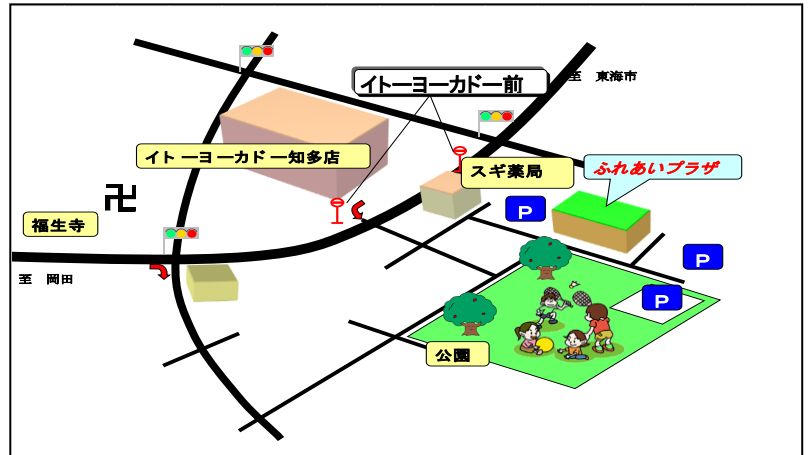 イトーヨーカドー前
至　東海市
イトーヨーカドー知多店
スギ薬局
ふれあいプラザ
卍
福生寺
P
P
P
至　岡田
公園